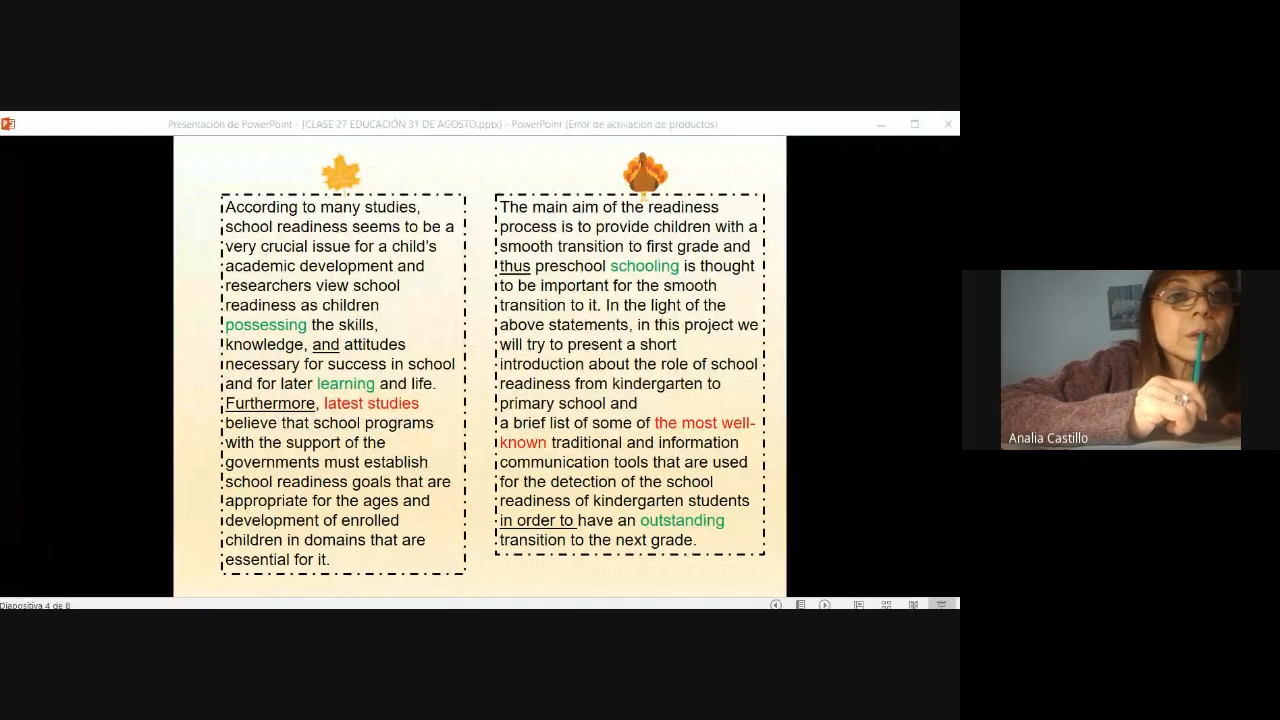 Presentación de PowerPoint - [CLASE 27 EDUCACIÓN 31 DE AGOSTO.pptx] - PowerPoint (Error de activación de productos)
According to many studies,
school readiness seems to be a
very crucial issue for a child's
academic development and
researchers view school
readiness as children
possessing the skills,
knowledge, and attitudes
necessary for success in school
and for later learning and life.
Furthermore, latest studies
believe that school programs
with the support of the
governments must establish
school readiness goals that are
appropriate for the ages and
development of enrolled
children in domains that are
essential for it.
The main aim of the readiness
process is to provide children with a
smooth transition to first grade and
thus preschool schooling is thought
to be important for the smooth
transition to it. In the light of the
above statements, in this project we
will try to present a short
introduction about the role of school
readiness from kindergarten to
primary school and
a brief list of some of the most well-
known traditional and information
communication tools that are used
for the detection of the school
readiness of kindergarten students
in order to have an outstanding
transition to the next grade.
Analia Castillo
Diapositiva 4 de 8